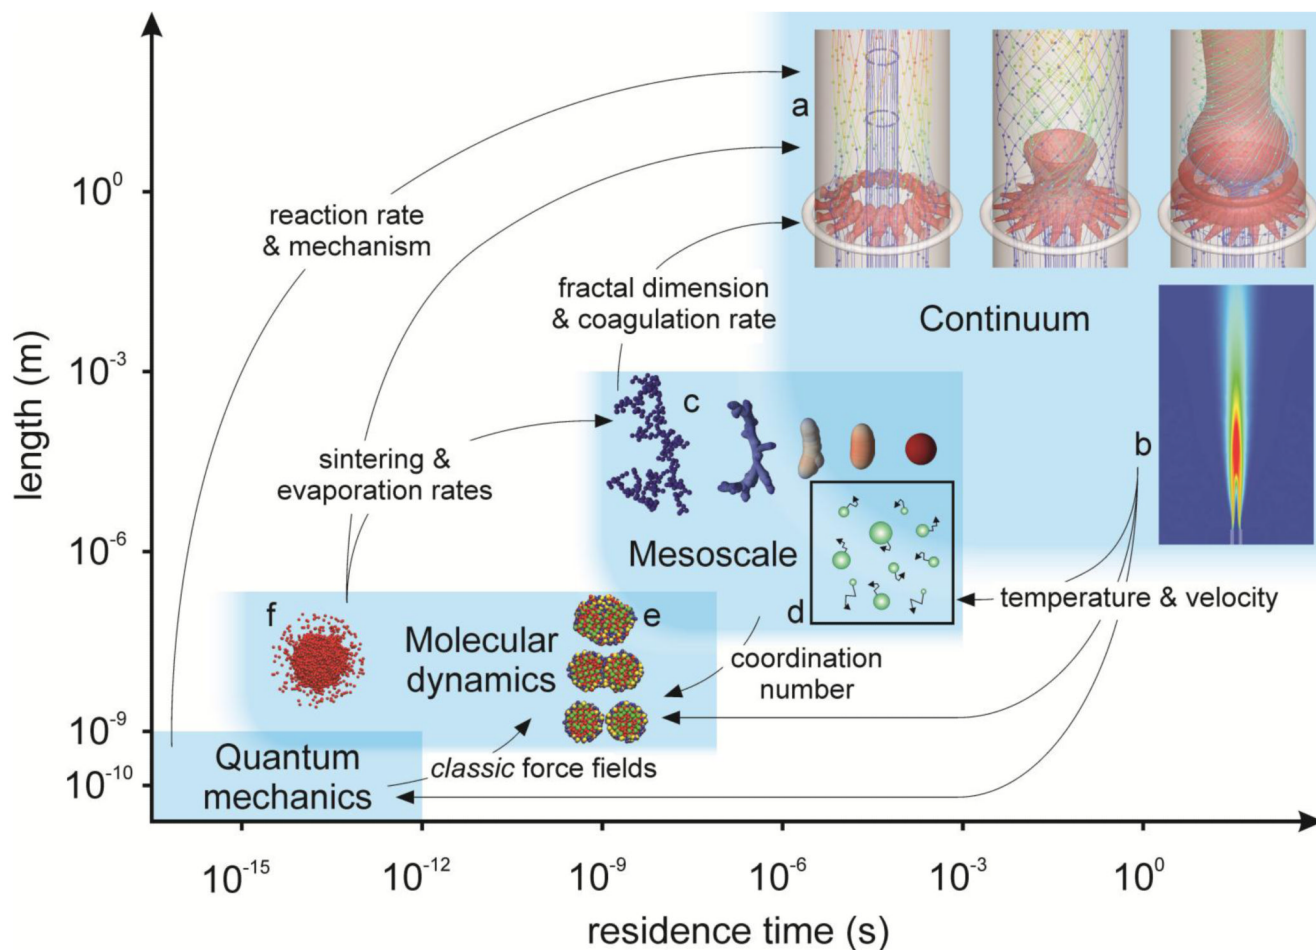 a
10^0
reaction rate
& mechanism
fractal dimension
& coagulation rate
Continuum
length (m)
10^-3
c
b
sintering &
evaporation rates
10^-6
Mesoscale
d
temperature & velocity
f
Molecular
dynamics
e
coordination
number
10^-9
Quantum
mechanics
classic force fields
10^-10
10^-15
10^-12
10^-9
10^-6
10^-3
10^0
residence time (s)